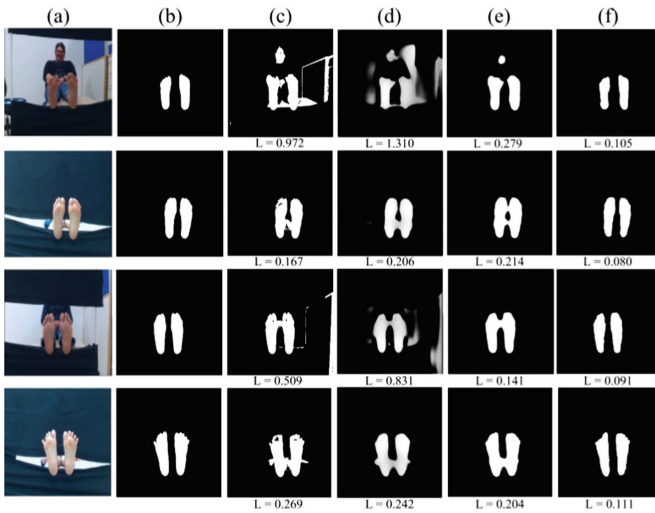 (a) (b) (c) (d) (e) (f)
L = 0.972 L = 1.310 L = 0.279 L = 0.105
L = 0.167 L = 0.206 L = 0.214 L = 0.080
L = 0.509 L = 0.831 L = 0.141 L = 0.091
L = 0.269 L = 0.242 L = 0.204 L = 0.111